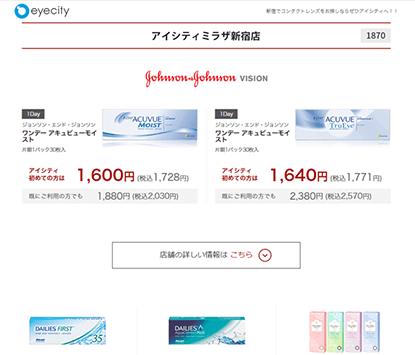 eyecity
新宿でコンタクトレンズをお探しならぜひアイシティへ！！
アイシティミラザ新宿店
1870
Johnson & Johnson VISION
1Day
ジョンソン・エンド・ジョンソン
ワンデー アキュビューモイスト
片眼1パック30枚入
ACUVUE
MOIST
アイシティ
初めての方は
1,600円 (税込1,728円)
既にご利用の方でも
1,880円 (税込2,030円)
1Day
ジョンソン・エンド・ジョンソン
ワンデー アキュビューモイスト
片眼1パック30枚入
ACUVUE
TruEye
アイシティ
初めての方は
1,640円 (税込1,771円)
既にご利用の方でも
2,380円 (税込2,570円)
店舗の詳しい情報は こちら
DAILIES FIRST
35
Alcon
DAILIES
Alcon